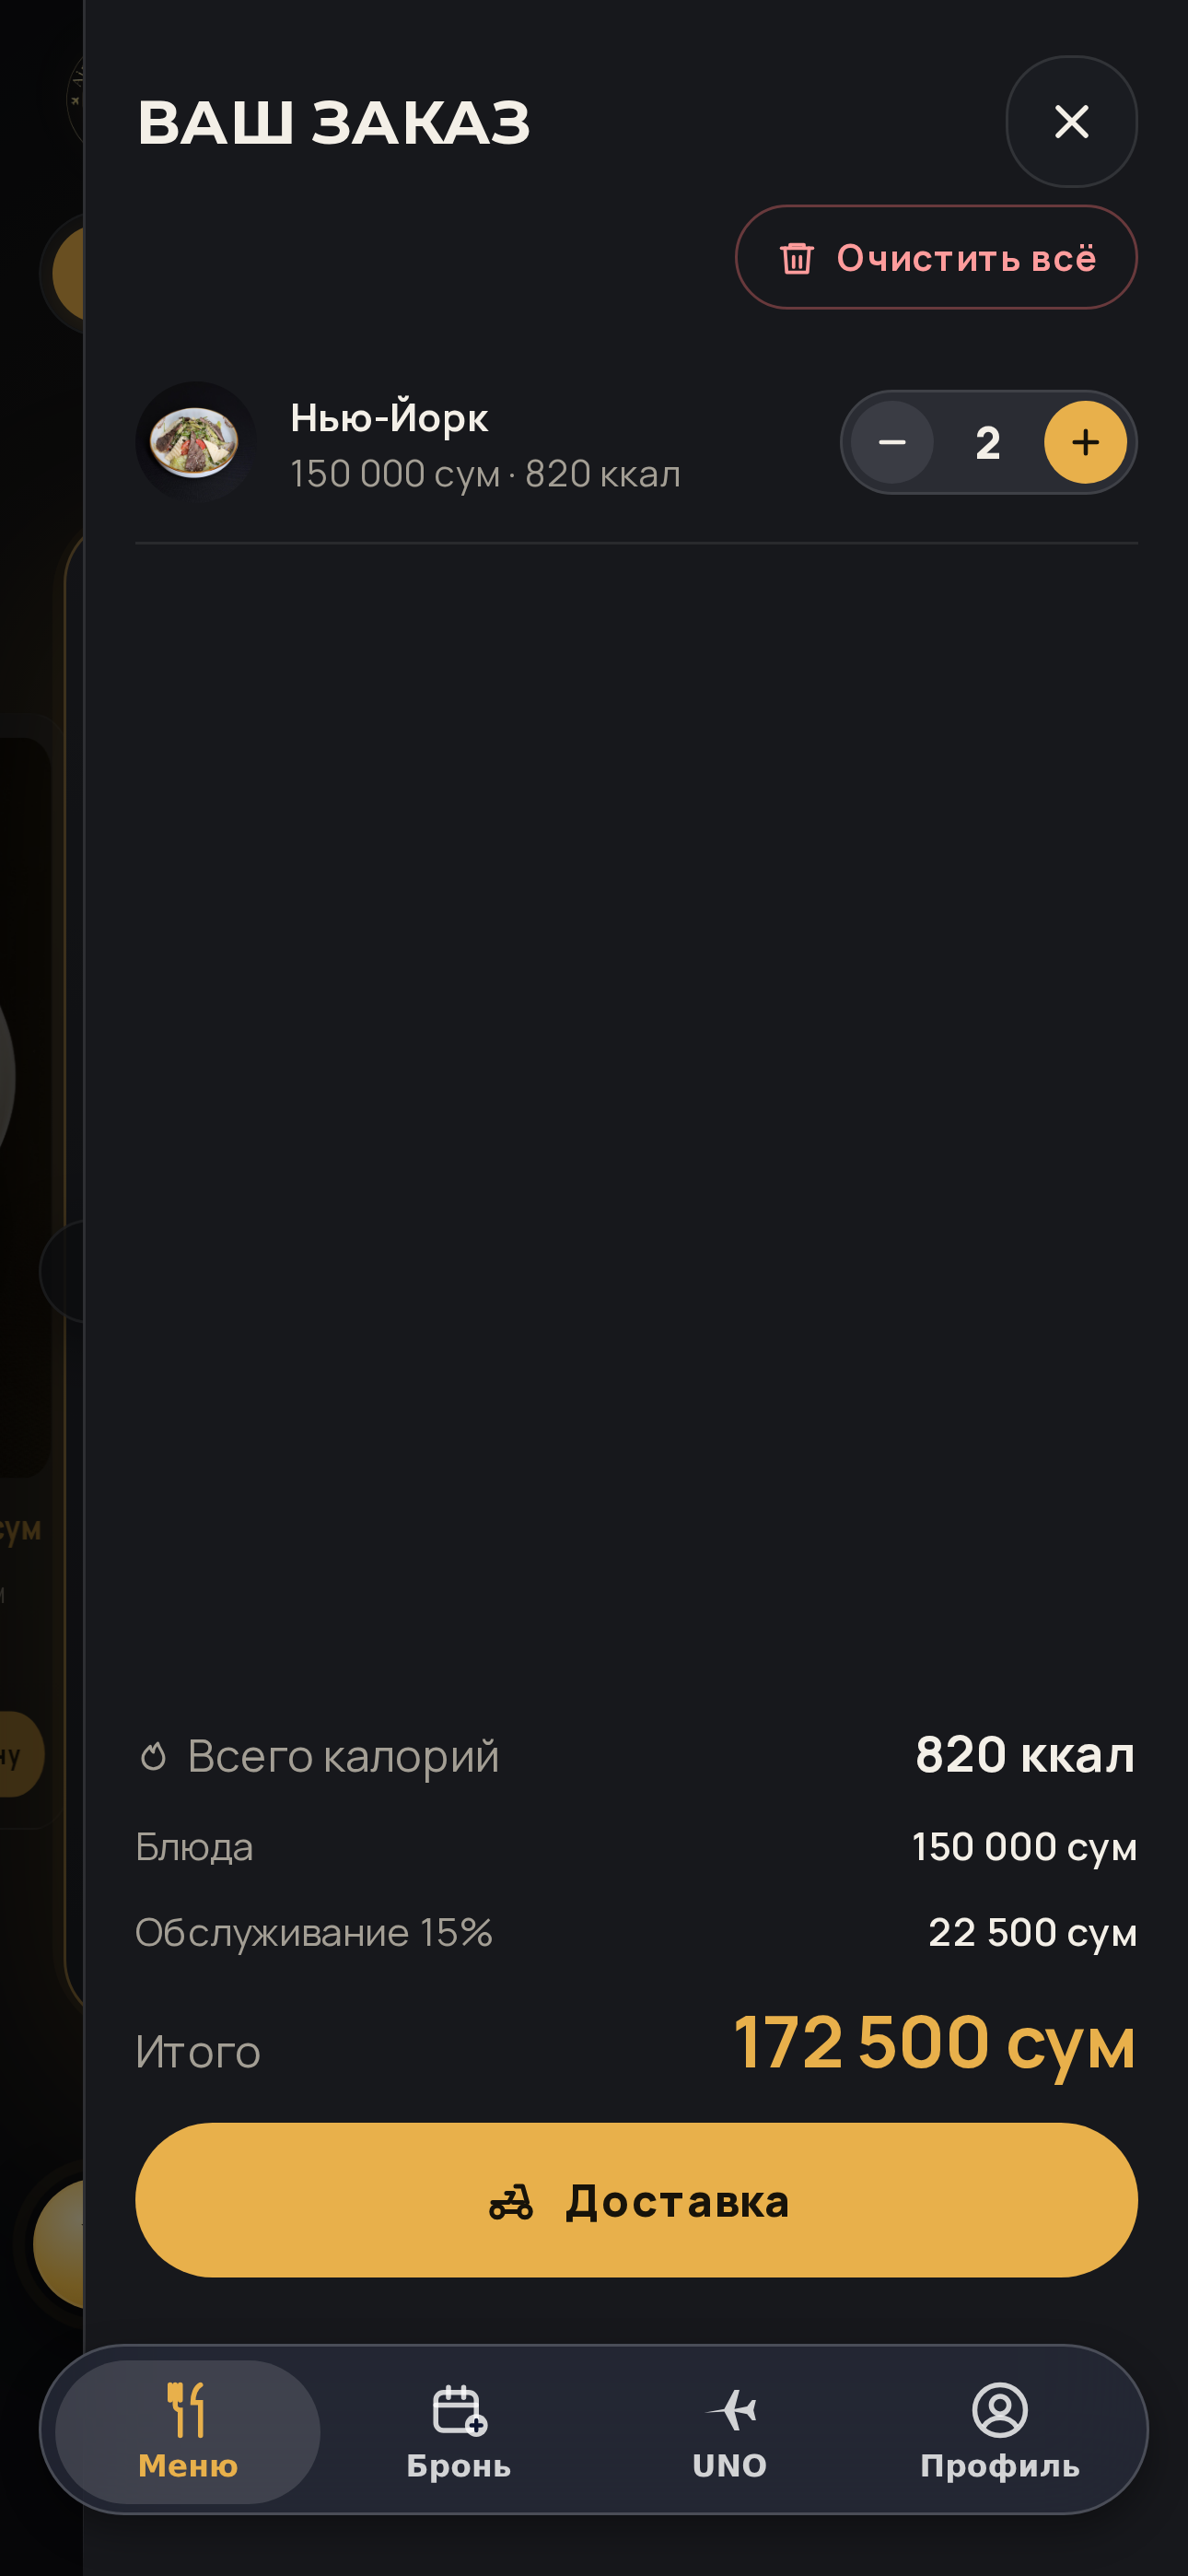 ВАШ ЗАКАЗ
Очистить всё
Нью-Йорк
150 000 сум · 820 ккал
2
сум
Всего калорий
820 ккал
Блюда
150 000 сум
Обслуживание 15%
22 500 сум
Итого
172 500 сум
Доставка
Меню
Бронь
UNO
Профиль